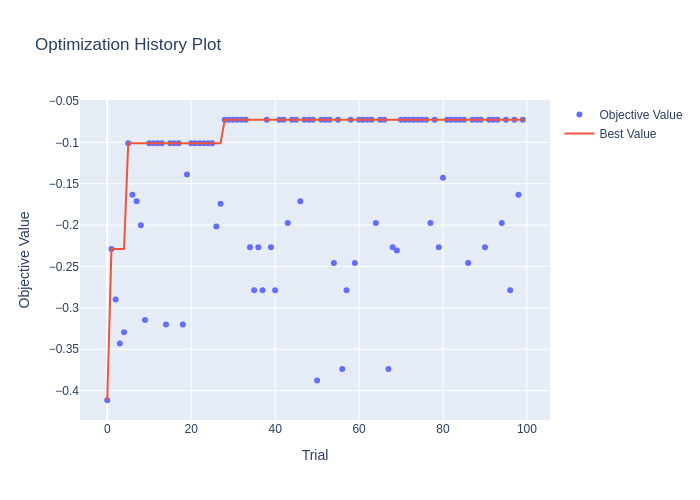 Optimization History Plot
Objective Value
Best Value
−0.05
−0.1
−0.15
−0.2
−0.25
−0.3
−0.35
−0.4
Objective Value
0
20
40
60
80
100
Trial